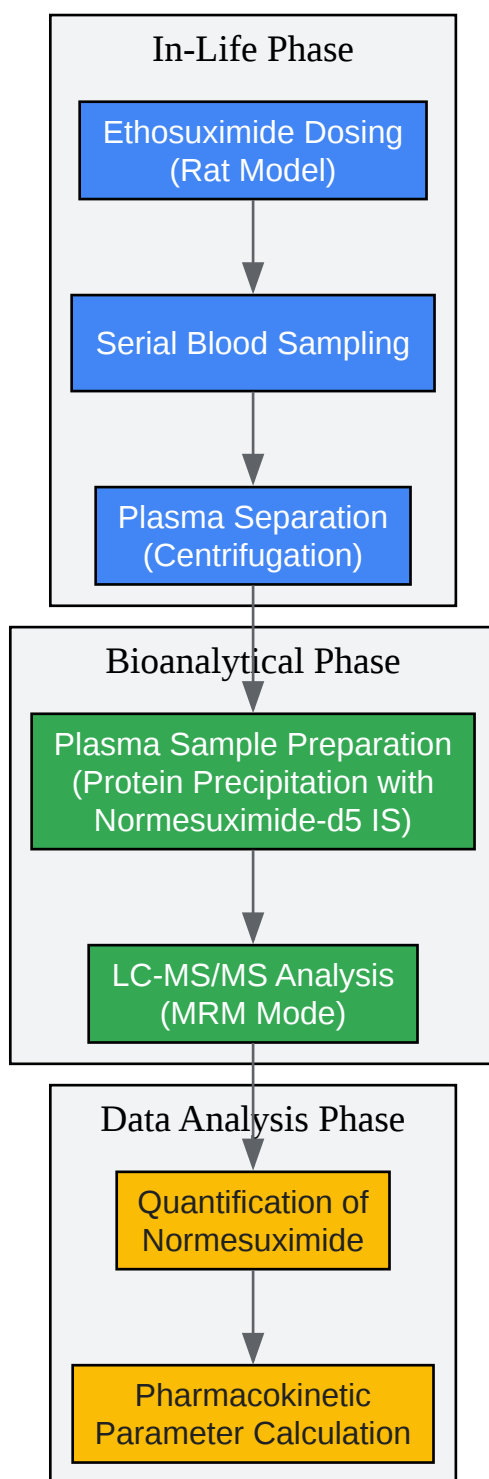 In-Life Phase
Ethosuximide Dosing
(Rat Model)
Serial Blood Sampling
Plasma Separation
(Centrifugation)
Bioanalytical Phase
Plasma Sample Preparation
(Protein Precipitation with
Normesuximide-d5 IS)
LC-MS/MS Analysis
(MRM Mode)
Data Analysis Phase
Quantification of
Normesuximide
Pharmacokinetic
Parameter Calculation